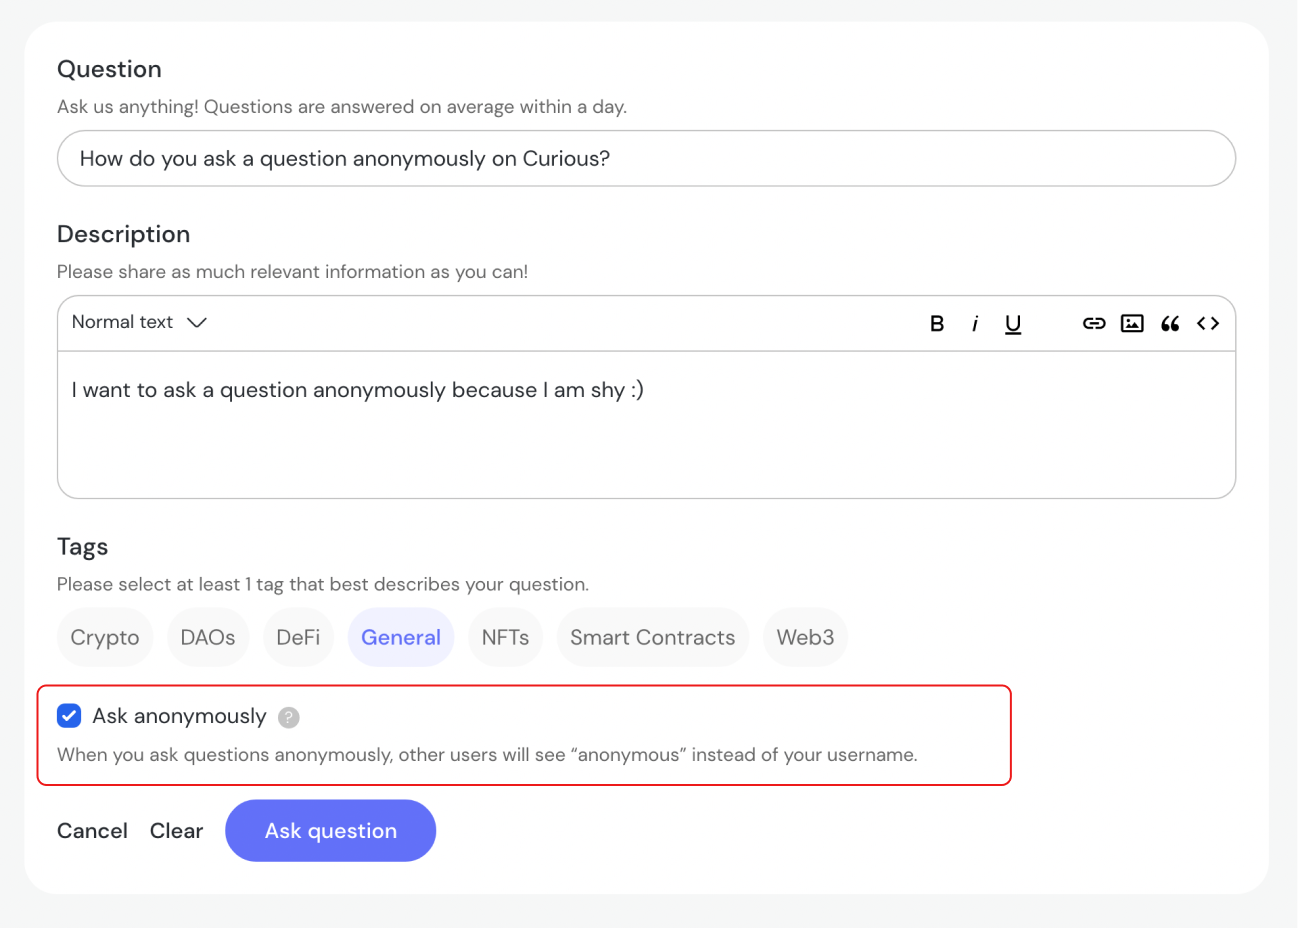 Question
Ask us anything! Questions are answered on average within a day.
How do you ask a question anonymously on Curious?
Description
Please share as much relevant information as you can!
Normal text B i U “ <>
I want to ask a question anonymously because I am shy :)
Tags
Please select at least 1 tag that best describes your question.
Crypto DAOs DeFi General NFTs Smart Contracts Web3
Ask anonymously ?
When you ask questions anonymously, other users will see “anonymous” instead of your username.
Cancel Clear Ask question